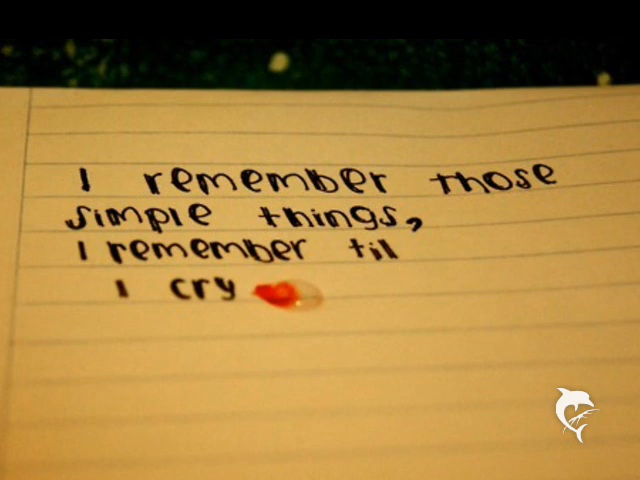 I remember those
simple things,
I remember til
I cry